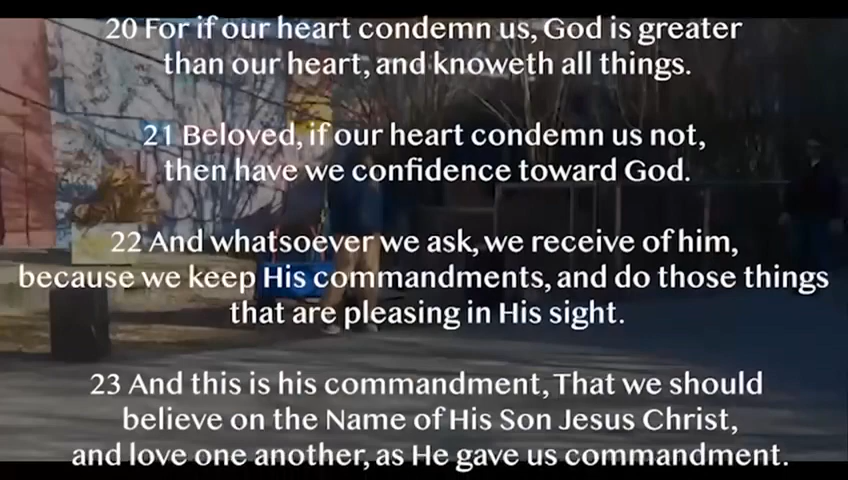 20 For if our heart condemn us, God is greater
than our heart, and knoweth all things.
21 Beloved, if our heart condemn us not,
then have we confidence toward God.
22 And whatsoever we ask, we receive of him,
because we keep His commandments, and do those things
that are pleasing in His sight.
23 And this is his commandment, That we should
believe on the Name of His Son Jesus Christ,
and love one another, as He gave us commandment.